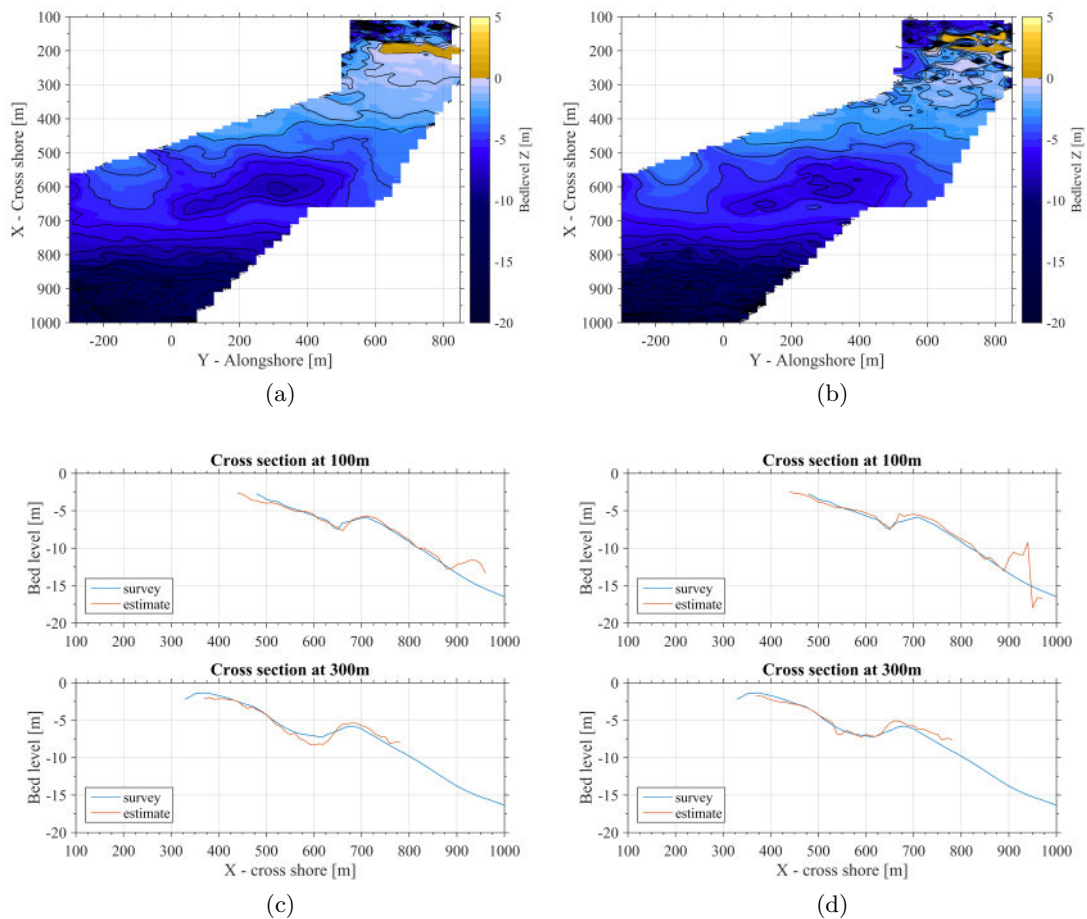 100
200
300
400
500
600
700
800
900
1000
X - Cross shore [m]
-200 0 200 400 600 800
Y - Alongshore [m]
5
0
-5
-10
-15
-20
Bedlevel Z [m]
(a)
100
200
300
400
500
600
700
800
900
1000
X - Cross shore [m]
-200 0 200 400 600 800
Y - Alongshore [m]
5
0
-5
-10
-15
-20
Bedlevel Z [m]
(b)
Cross section at 100m
0
-5
-10
-15
-20
Bed level [m]
survey
estimate
100 200 300 400 500 600 700 800 900 1000
Cross section at 300m
0
-5
-10
-15
-20
Bed level [m]
survey
estimate
100 200 300 400 500 600 700 800 900 1000
X - cross shore [m]
(c)
Cross section at 100m
0
-5
-10
-15
-20
Bed level [m]
survey
estimate
100 200 300 400 500 600 700 800 900 1000
Cross section at 300m
0
-5
-10
-15
-20
Bed level [m]
survey
estimate
100 200 300 400 500 600 700 800 900 1000
X - cross shore [m]
(d)